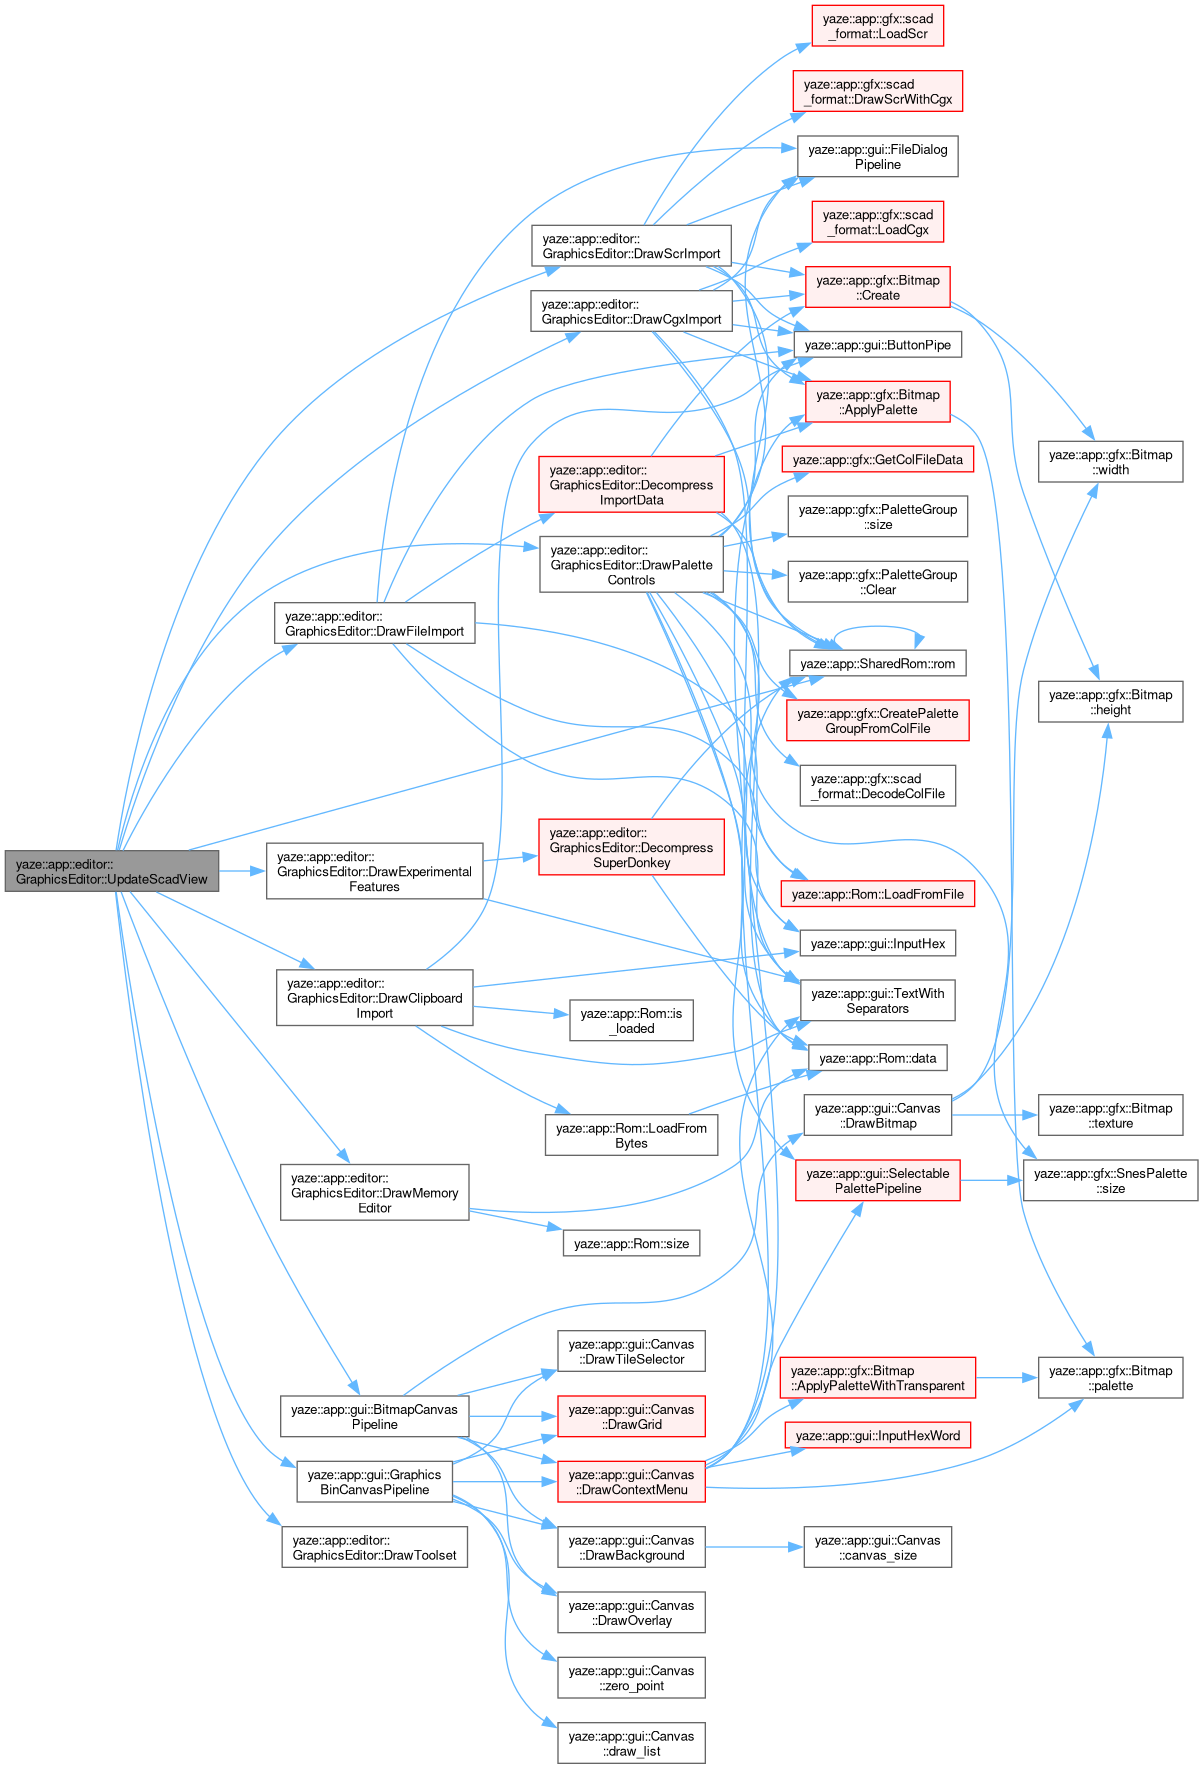 yaze::app::gfx::scad
_format::LoadScr
yaze::app::gfx::scad
_format::DrawScrWithCgx
yaze::app::gui::FileDialog
Pipeline
yaze::app::gfx::scad
_format::LoadCgx
yaze::app::editor::
GraphicsEditor::DrawScrImport
yaze::app::gfx::Bitmap
::Create
yaze::app::editor::
GraphicsEditor::DrawCgxImport
yaze::app::gui::ButtonPipe
yaze::app::gfx::Bitmap
::ApplyPalette
yaze::app::gfx::Bitmap
::width
yaze::app::gfx::GetColFileData
yaze::app::editor::
GraphicsEditor::Decompress
ImportData
yaze::app::gfx::PaletteGroup
::size
yaze::app::editor::
GraphicsEditor::DrawPalette
Controls
yaze::app::gfx::PaletteGroup
::Clear
yaze::app::editor::
GraphicsEditor::DrawFileImport
yaze::app::SharedRom::rom
yaze::app::gfx::Bitmap
::height
yaze::app::gfx::CreatePalette
GroupFromColFile
yaze::app::gfx::scad
_format::DecodeColFile
yaze::app::editor::
GraphicsEditor::UpdateScadView
yaze::app::editor::
GraphicsEditor::DrawExperimental
Features
yaze::app::editor::
GraphicsEditor::Decompress
SuperDonkey
yaze::app::Rom::LoadFromFile
yaze::app::gui::InputHex
yaze::app::editor::
GraphicsEditor::DrawClipboard
Import
yaze::app::gui::TextWith
Separators
yaze::app::Rom::is
_loaded
yaze::app::Rom::data
yaze::app::gui::Canvas
::DrawBitmap
yaze::app::gfx::Bitmap
::texture
yaze::app::Rom::LoadFrom
Bytes
yaze::app::editor::
GraphicsEditor::DrawMemory
Editor
yaze::app::gui::Selectable
PalettePipeline
yaze::app::gfx::SnesPalette
::size
yaze::app::Rom::size
yaze::app::gui::Canvas
::DrawTileSelector
yaze::app::gfx::Bitmap
::ApplyPaletteWithTransparent
yaze::app::gfx::Bitmap
::palette
yaze::app::gui::BitmapCanvas
Pipeline
yaze::app::gui::Canvas
::DrawGrid
yaze::app::gui::InputHexWord
yaze::app::gui::Graphics
BinCanvasPipeline
yaze::app::gui::Canvas
::DrawContextMenu
yaze::app::editor::
GraphicsEditor::DrawToolset
yaze::app::gui::Canvas
::DrawBackground
yaze::app::gui::Canvas
::canvas_size
yaze::app::gui::Canvas
::DrawOverlay
yaze::app::gui::Canvas
::zero_point
yaze::app::gui::Canvas
::draw_list